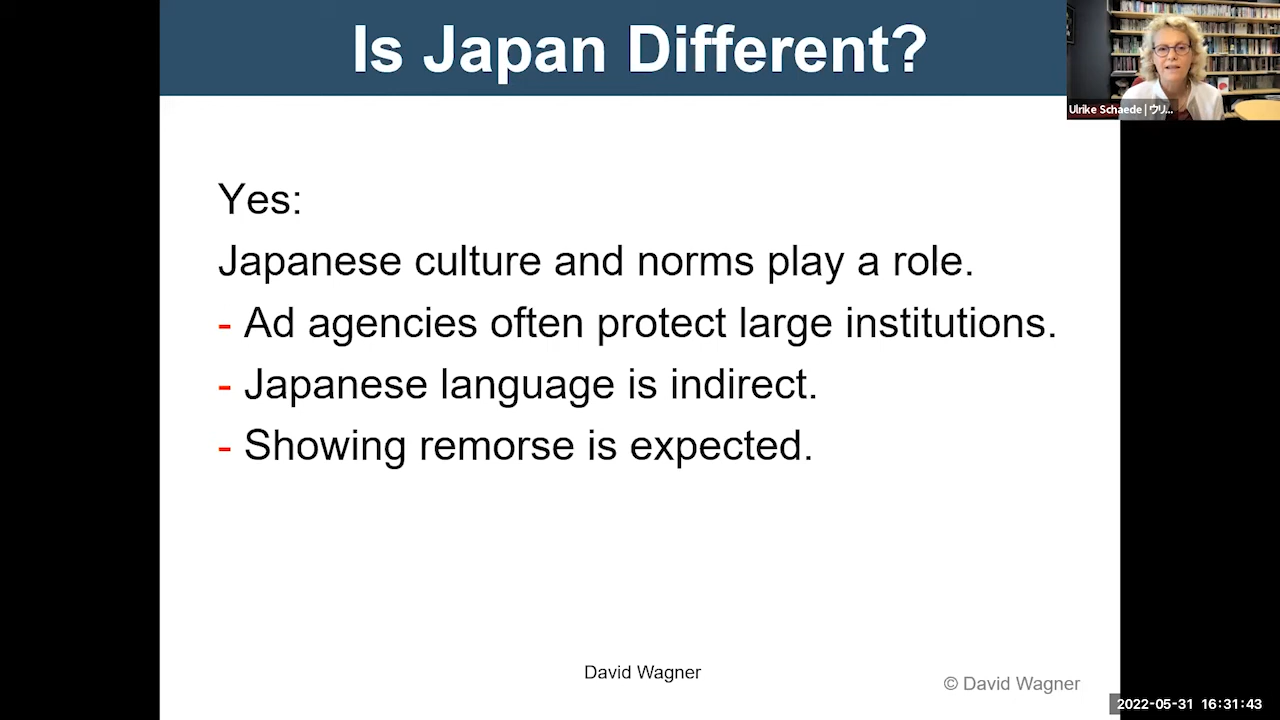 Is Japan Different?
Ulrike Schaede | ウリ...
Yes:
Japanese culture and norms play a role.
- Ad agencies often protect large institutions.
- Japanese language is indirect.
- Showing remorse is expected.
David Wagner
© David Wagner
2022-05-31 16:31:43